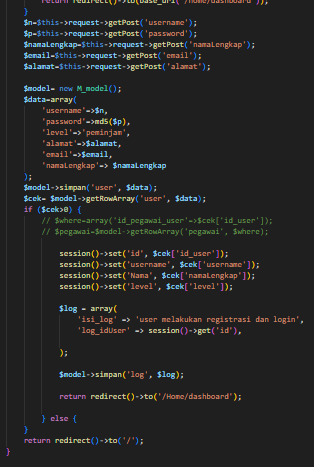 return redirect()->to(base_url('/home/dashboard'));
}
$n=$this->request->getPost('username');
$p=$this->request->getPost('password');
$namaLengkap=$this->request->getPost('namaLengkap');
$email=$this->request->getPost('email');
$alamat=$this->request->getPost('alamat');
$model= new M_model();
$data=array(
'username'=>$n,
'password'=>md5($p),
'level'=>'peminjam',
'alamat'=>$alamat,
'email'=>$email,
'namaLengkap'=> $namaLengkap
);
$model->simpan('user', $data);
$cek= $model->getRowArray('user', $data);
if ($cek>0) {
// $where=array('id_pegawai_user'=>$cek['id_user']);
// $pegawai=$model->getRowArray('pegawai', $where);
session()->set('id', $cek['id_user']);
session()->set('username', $cek['username']);
session()->set('Nama', $cek['namaLengkap']);
session()->set('level', $cek['level']);
$log = array(
'isi_log' => 'user melakukan registrasi dan login',
'log_idUser' => session()->get('id'),
);
$model->simpan('log', $log);
return redirect()->to('/Home/dashboard');
} else {
}
return redirect()->to('/');
}